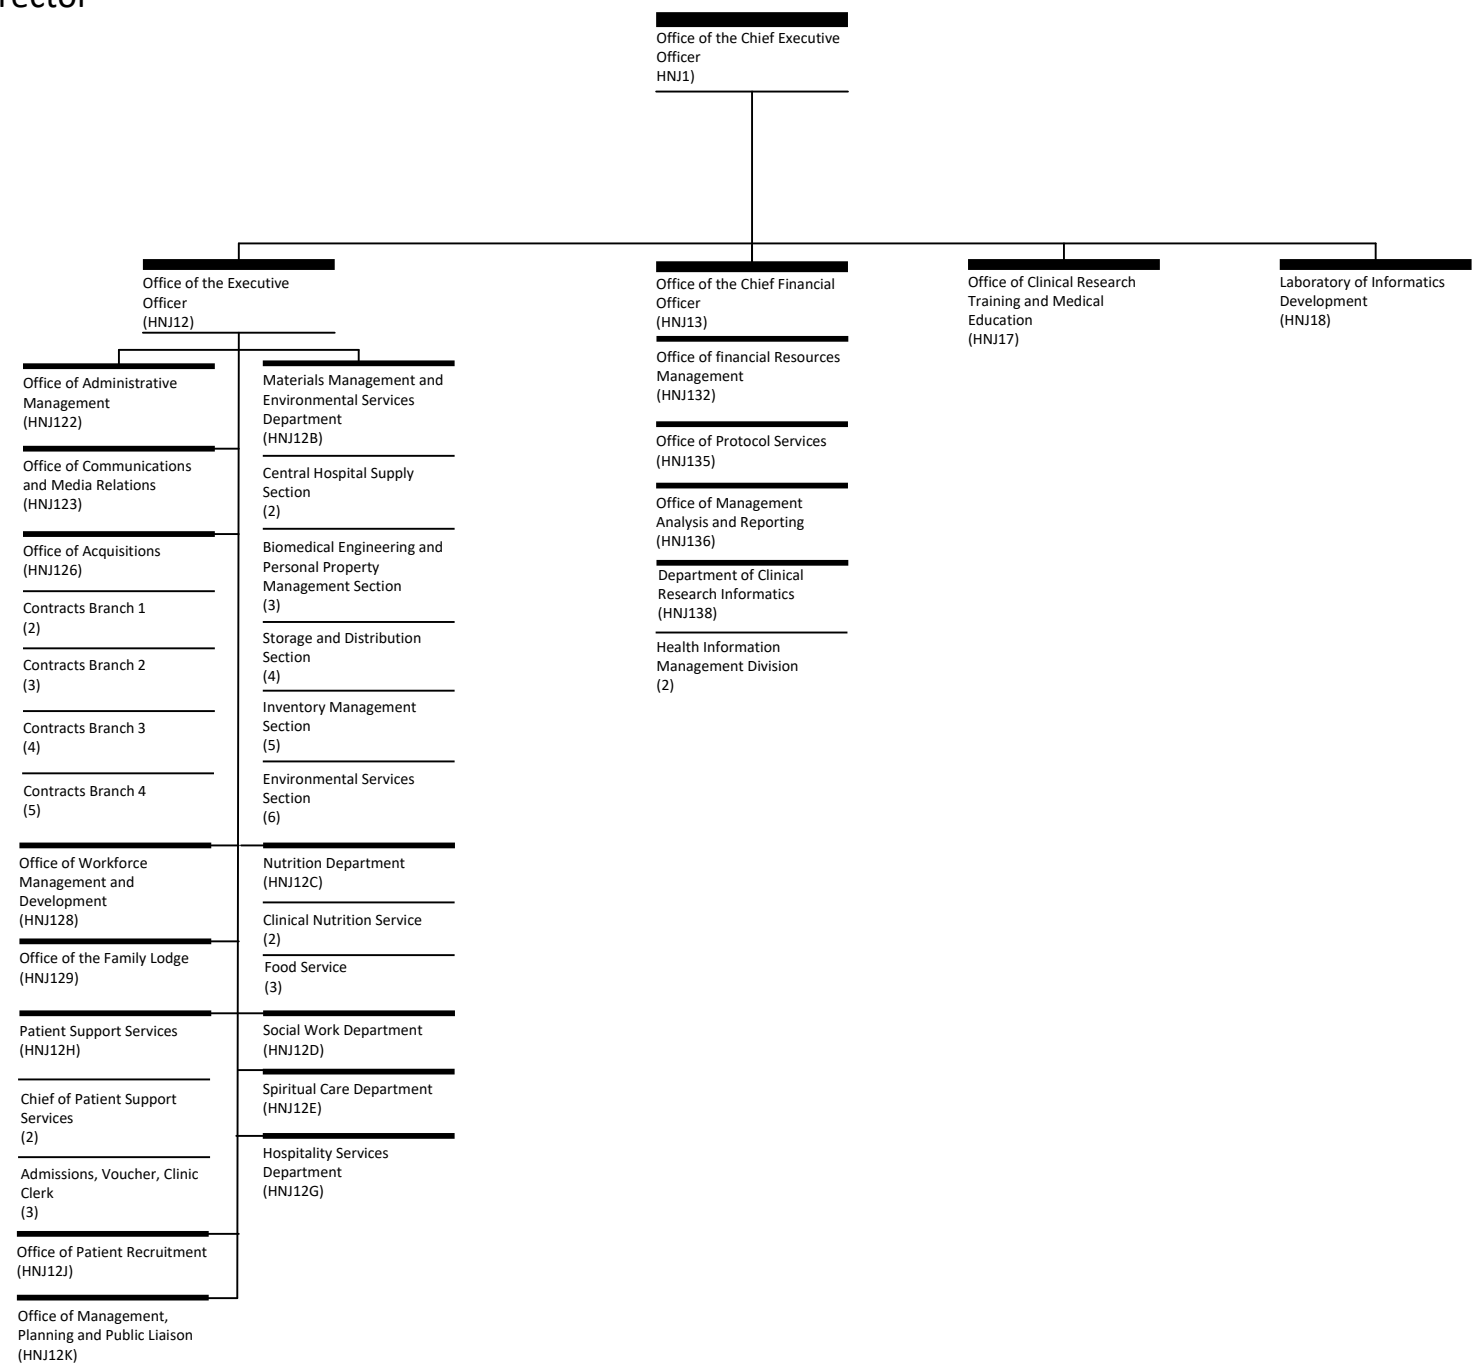 rector
Office of the Chief Executive
Officer
HNJ1)
Office of the Executive
Officer
(HNJ12)
Office of Administrative
Management
(HNJ122)
Office of Communications
and Media Relations
(HNJ123)
Office of Acquisitions
(HNJ126)
Contracts Branch 1
(2)
Contracts Branch 2
(3)
Contracts Branch 3
(4)
Contracts Branch 4
(5)
Office of Workforce
Management and
Development
(HNJ128)
Office of the Family Lodge
(HNJ129)
Patient Support Services
(HNJ12H)
Chief of Patient Support
Services
(2)
Admissions, Voucher, Clinic
Clerk
(3)
Office of Patient Recruitment
(HNJ12J)
Office of Management,
Planning and Public Liaison
(HNJ12K)
Materials Management and
Environmental Services
Department
(HNJ12B)
Central Hospital Supply
Section
(2)
Biomedical Engineering and
Personal Property
Management Section
(3)
Storage and Distribution
Section
(4)
Inventory Management
Section
(5)
Environmental Services
Section
(6)
Nutrition Department
(HNJ12C)
Clinical Nutrition Service
(2)
Food Service
(3)
Social Work Department
(HNJ12D)
Spiritual Care Department
(HNJ12E)
Hospitality Services
Department
(HNJ12G)
Office of the Chief Financial
Officer
(HNJ13)
Office of financial Resources
Management
(HNJ132)
Office of Protocol Services
(HNJ135)
Office of Management
Analysis and Reporting
(HNJ136)
Department of Clinical
Research Informatics
(HNJ138)
Health Information
Management Division
(2)
Office of Clinical Research
Training and Medical
Education
(HNJ17)
Laboratory of Informatics
Development
(HNJ18)